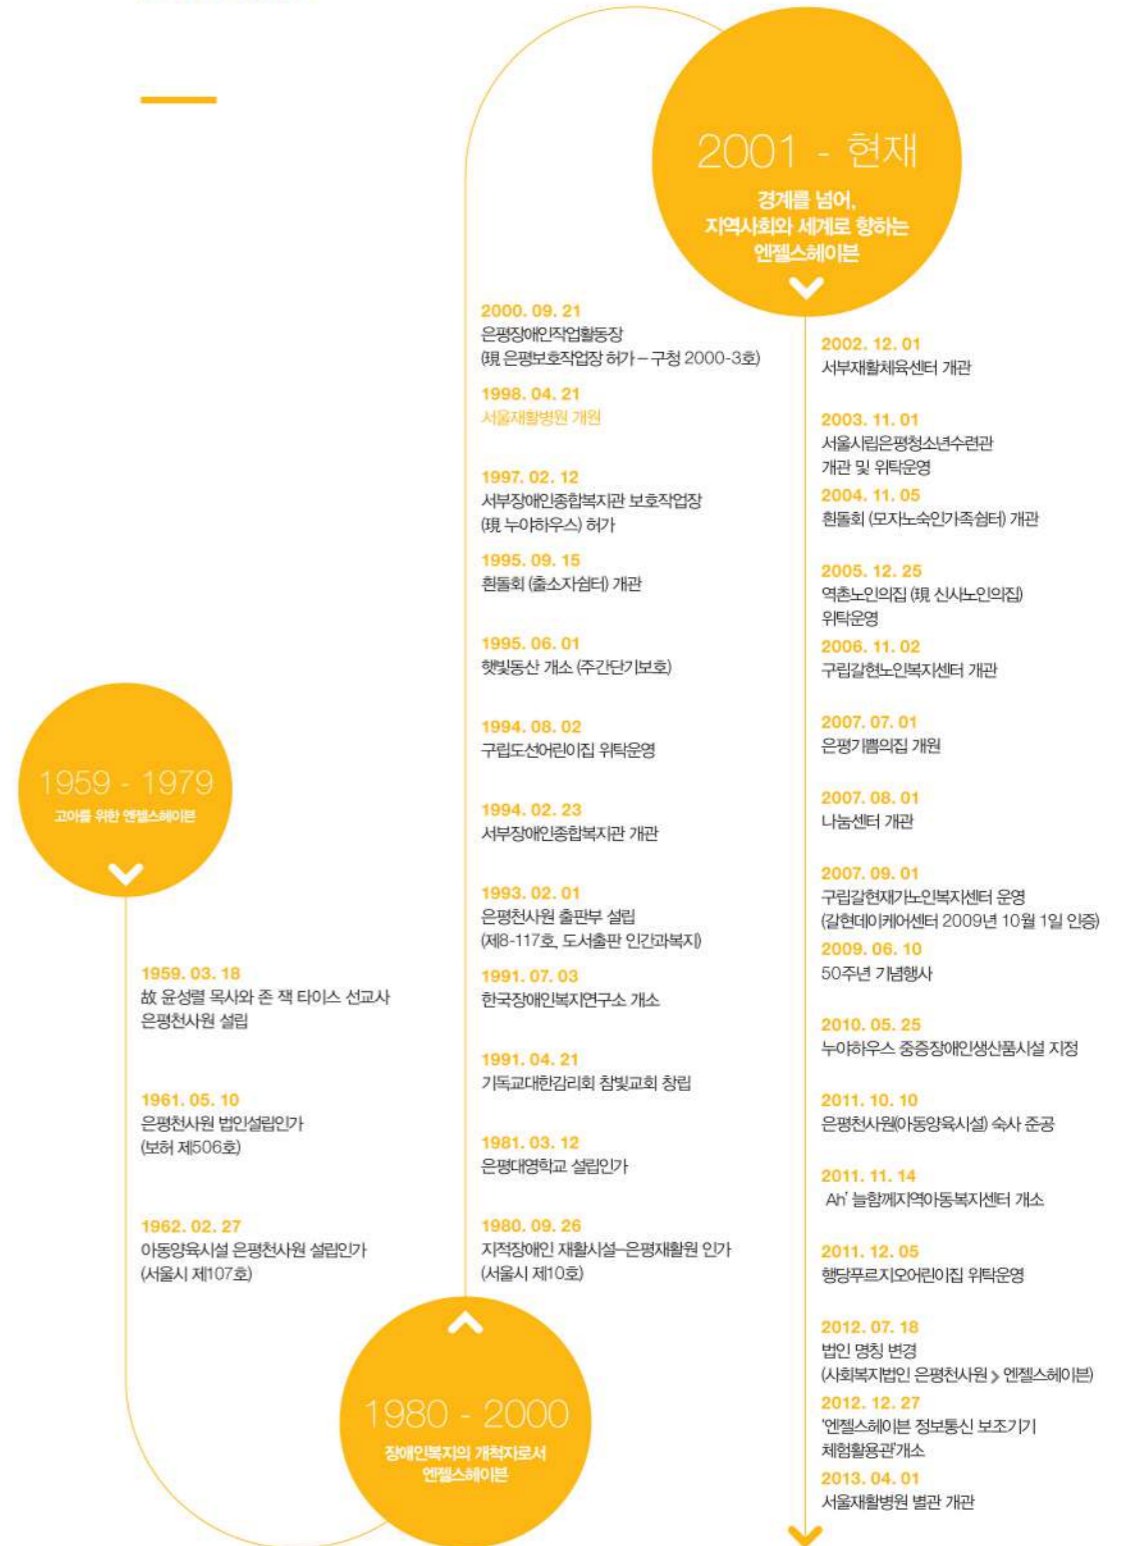 1959 - 1979
고아를 위한 엔젤스헤이븐
1959. 03. 18
故 윤성렬 목사와 존 잭 타이스 선교사
은평천사원 설립
1961. 05. 10
은평천사원 법인설립인가
(보허 제506호)
1962. 02. 27
아동양육시설 은평천사원 설립인가
(서울시 제107호)
1980 - 2000
장애인복지의 개척자로서
엔젤스헤이븐
2000. 09. 21
은평장애인작업활동장
(現 은평보호작업장 허가 – 구청 2000-3호)
1998. 04. 21
서울재활병원 개원
1997. 02. 12
서부장애인종합복지관 보호작업장
(現 누야하우스) 허가
1995. 09. 15
흰돌회 (출소자쉼터) 개관
1995. 06. 01
햇빛동산 개소 (주간단기보호)
1994. 08. 02
구립도선어린이집 위탁운영
1994. 02. 23
서부장애인종합복지관 개관
1993. 02. 01
은평천사원 출판부 설립
(제8-117호, 도서출판 인간과복지)
1991. 07. 03
한국장애인복지연구소 개소
1991. 04. 21
기독교대한감리회 참빛교회 창립
1981. 03. 12
은평대영학교 설립인가
1980. 09. 26
지적장애인 재활시설–은평재활원 인가
(서울시 제10호)
2001 - 현재
경계를 넘어,
지역사회와 세계로 향하는
엔젤스헤이븐
2002. 12. 01
서부재활체육센터 개관
2003. 11. 01
서울시립은평청소년수련관
개관 및 위탁운영
2004. 11. 05
흰돌회 (모자노숙인가족쉼터) 개관
2005. 12. 25
역촌노인의집 (現 신사노인의집)
위탁운영
2006. 11. 02
구립갈현노인복지센터 개관
2007. 07. 01
은평기쁨의집 개원
2007. 08. 01
나눔센터 개관
2007. 09. 01
구립갈현재가노인복지센터 운영
(갈현데이케어센터 2009년 10월 1일 인증)
2009. 06. 10
50주년 기념행사
2010. 05. 25
누야하우스 중증장애인생산품시설 지정
2011. 10. 10
은평천사원(아동양육시설) 숙사 준공
2011. 11. 14
Ah' 늘함께지역아동복지센터 개소
2011. 12. 05
행당푸르지오어린이집 위탁운영
2012. 07. 18
법인 명칭 변경
(사회복지법인 은평천사원 > 엔젤스헤이븐)
2012. 12. 27
'엔젤스헤이븐 정보통신 보조기기
체험활용관'개소
2013. 04. 01
서울재활병원 별관 개관